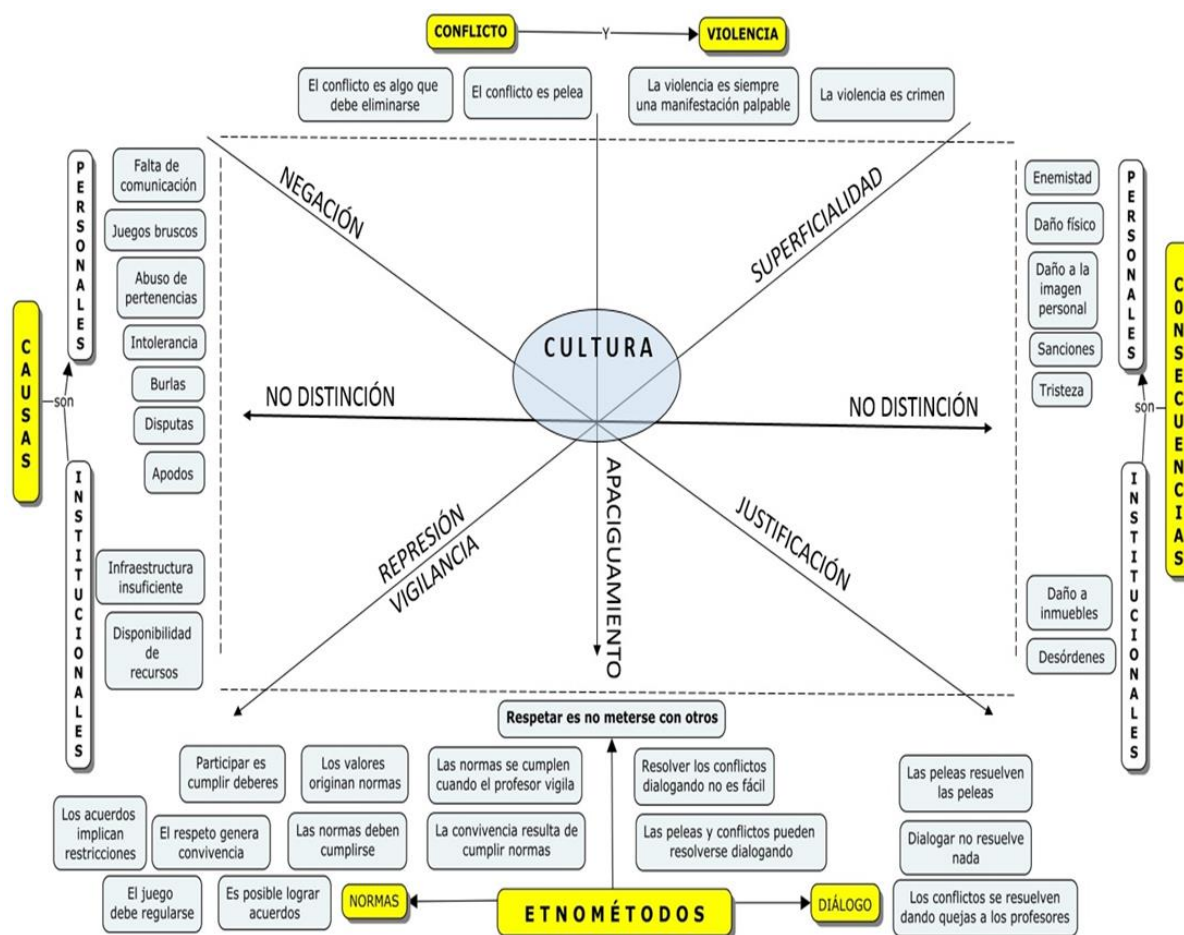 CONFLICTO
Y
VIOLENCIA
El conflicto es algo que
debe eliminarse
El conflicto es pelea
La violencia es siempre
una manifestación palpable
La violencia es crimen
CAUSAS
son
PERSONALES
Falta de
comunicación
Juegos bruscos
Abuso de
pertenencias
Intolerancia
Burlas
Disputas
Apodos
INSTITUCIONALES
Infraestructura
insuficiente
Disponibilidad
de
recursos
NEGACIÓN
SUPERFICIALIDAD
CULTURA
NO DISTINCIÓN
NO DISTINCIÓN
REPRESIÓN
VIGILANCIA
APACIGUAMIENTO
JUSTIFICACIÓN
PERSONALES
Enemistad
Daño físico
Daño a la
imagen
personal
Sanciones
Tristeza
son
CONSECUENCIAS
INSTITUCIONALES
Daño a
inmuebles
Desórdenes
Respetar es no meterse con otros
Participar es
cumplir deberes
Los valores
originan normas
Las normas se cumplen
cuando el profesor vigila
Resolver los conflictos
dialogando no es fácil
Las peleas resuelven
las peleas
Los acuerdos
implican
restricciones
El respeto genera
convivencia
Las normas deben
cumplirse
La convivencia resulta de
cumplir normas
Las peleas y conflictos pueden
resolverse dialogando
Dialogar no resuelve
nada
El juego
debe regularse
Es posible lograr
acuerdos
NORMAS
ETNOMÉTODOS
DIÁLOGO
Los conflictos se resuelven
dando quejas a los profesores